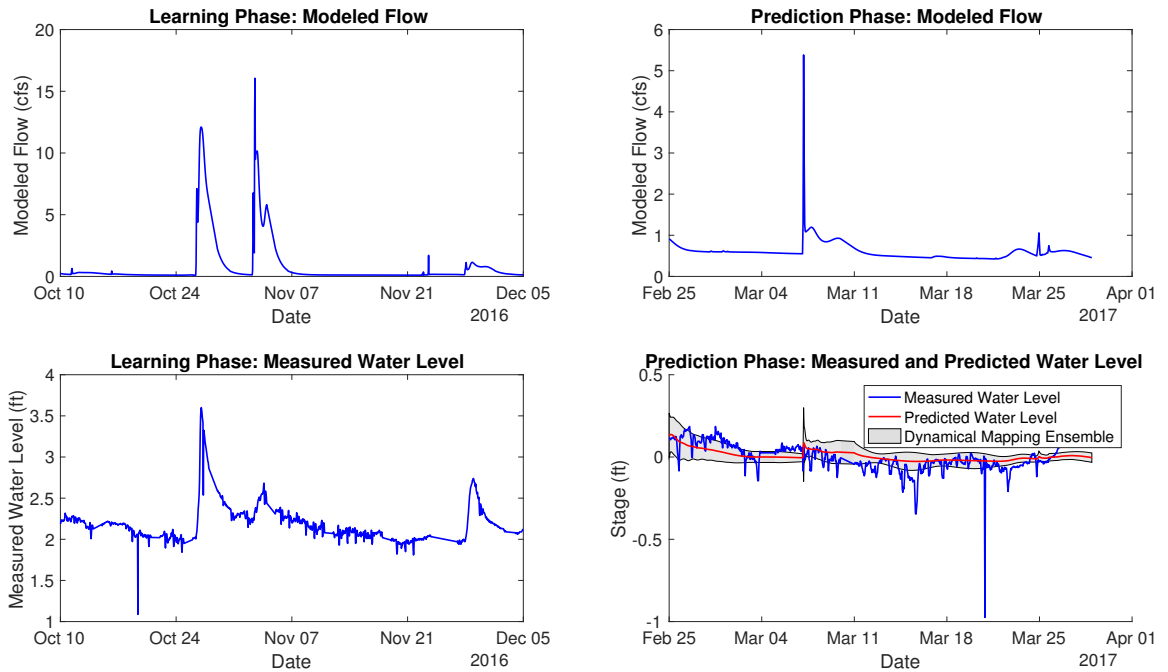 Learning Phase: Modeled Flow
20
15
10
5
0
Modeled Flow (cfs)
Oct 10
Oct 24
Nov 07
Nov 21
Dec 05
Date
2016
Prediction Phase: Modeled Flow
6
5
4
3
2
1
0
Modeled Flow (cfs)
Feb 25
Mar 04
Mar 11
Mar 18
Mar 25
Apr 01
Date
2017
Learning Phase: Measured Water Level
4
3.5
3
2.5
2
1.5
1
Measured Water Level (ft)
Oct 10
Oct 24
Nov 07
Nov 21
Dec 05
Date
2016
Prediction Phase: Measured and Predicted Water Level
0.5
0
-0.5
-1
Stage (ft)
Measured Water Level
Predicted Water Level
Dynamical Mapping Ensemble
Feb 25
Mar 04
Mar 11
Mar 18
Mar 25
Apr 01
Date
2017